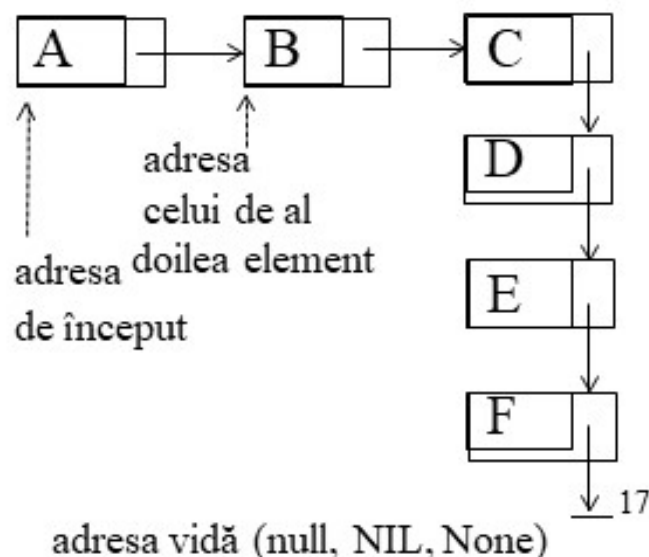 A
B
C
D
E
F
adresa
celui de al
doilea element
adresa
de început
17
adresa vidă (null, NIL, None)